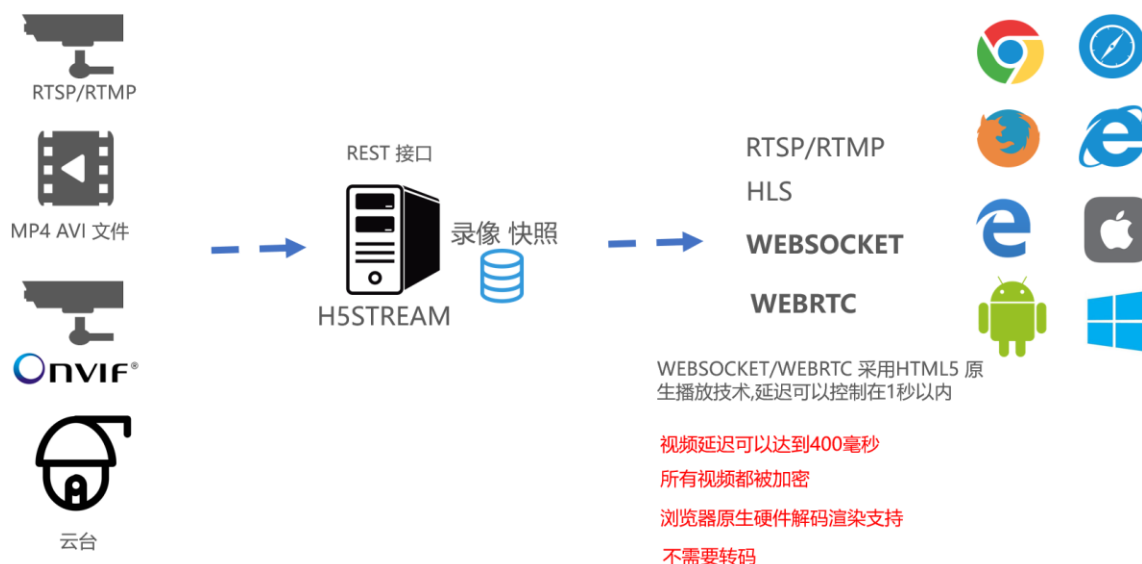 RTSP/RTMP
MP4 AVI 文件
ONVIF®
云台
REST 接口
录像 快照
H5STREAM
RTSP/RTMP
HLS
WEBSOCKET
WEBRTC
WEBSOCKET/WEBRTC 采用HTML5 原
生播放技术,延迟可以控制在1秒以内
视频延迟可以达到400毫秒
所有视频都被加密
浏览器原生硬件解码渲染支持
不需要转码